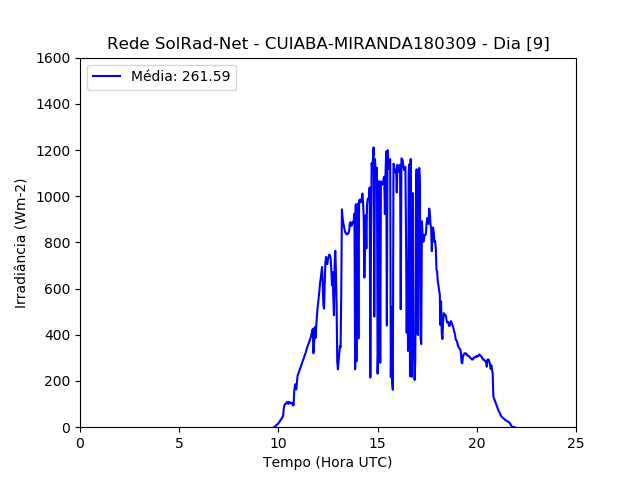 Rede SolRad-Net - CUIABA-MIRANDA180309 - Dia [9]
Média: 261.59
1600
1400
1200
1000
800
600
400
200
0
Irradiância (Wm-2)
0 5 10 15 20 25
Tempo (Hora UTC)